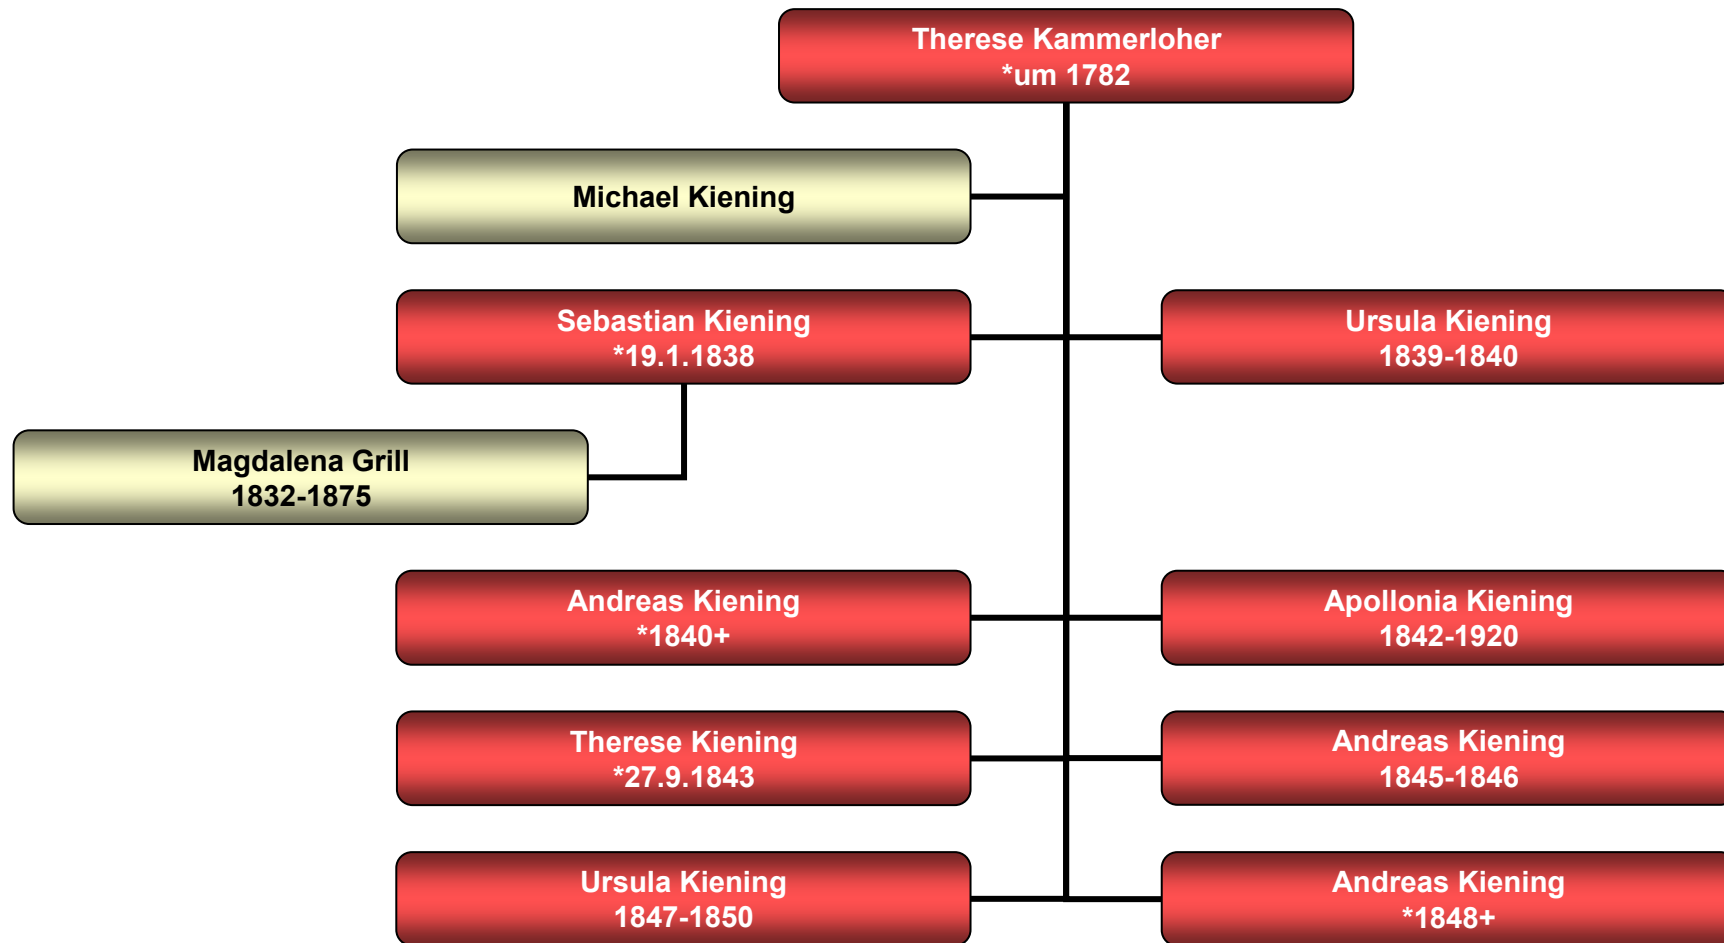 Therese Kammerloher
*um 1782
Michael Kiening
Sebastian Kiening
*19.1.1838
Ursula Kiening
1839-1840
Magdalena Grill
1832-1875
Andreas Kiening
*1840+
Apollonia Kiening
1842-1920
Therese Kiening
*27.9.1843
Andreas Kiening
1845-1846
Ursula Kiening
1847-1850
Andreas Kiening
*1848+